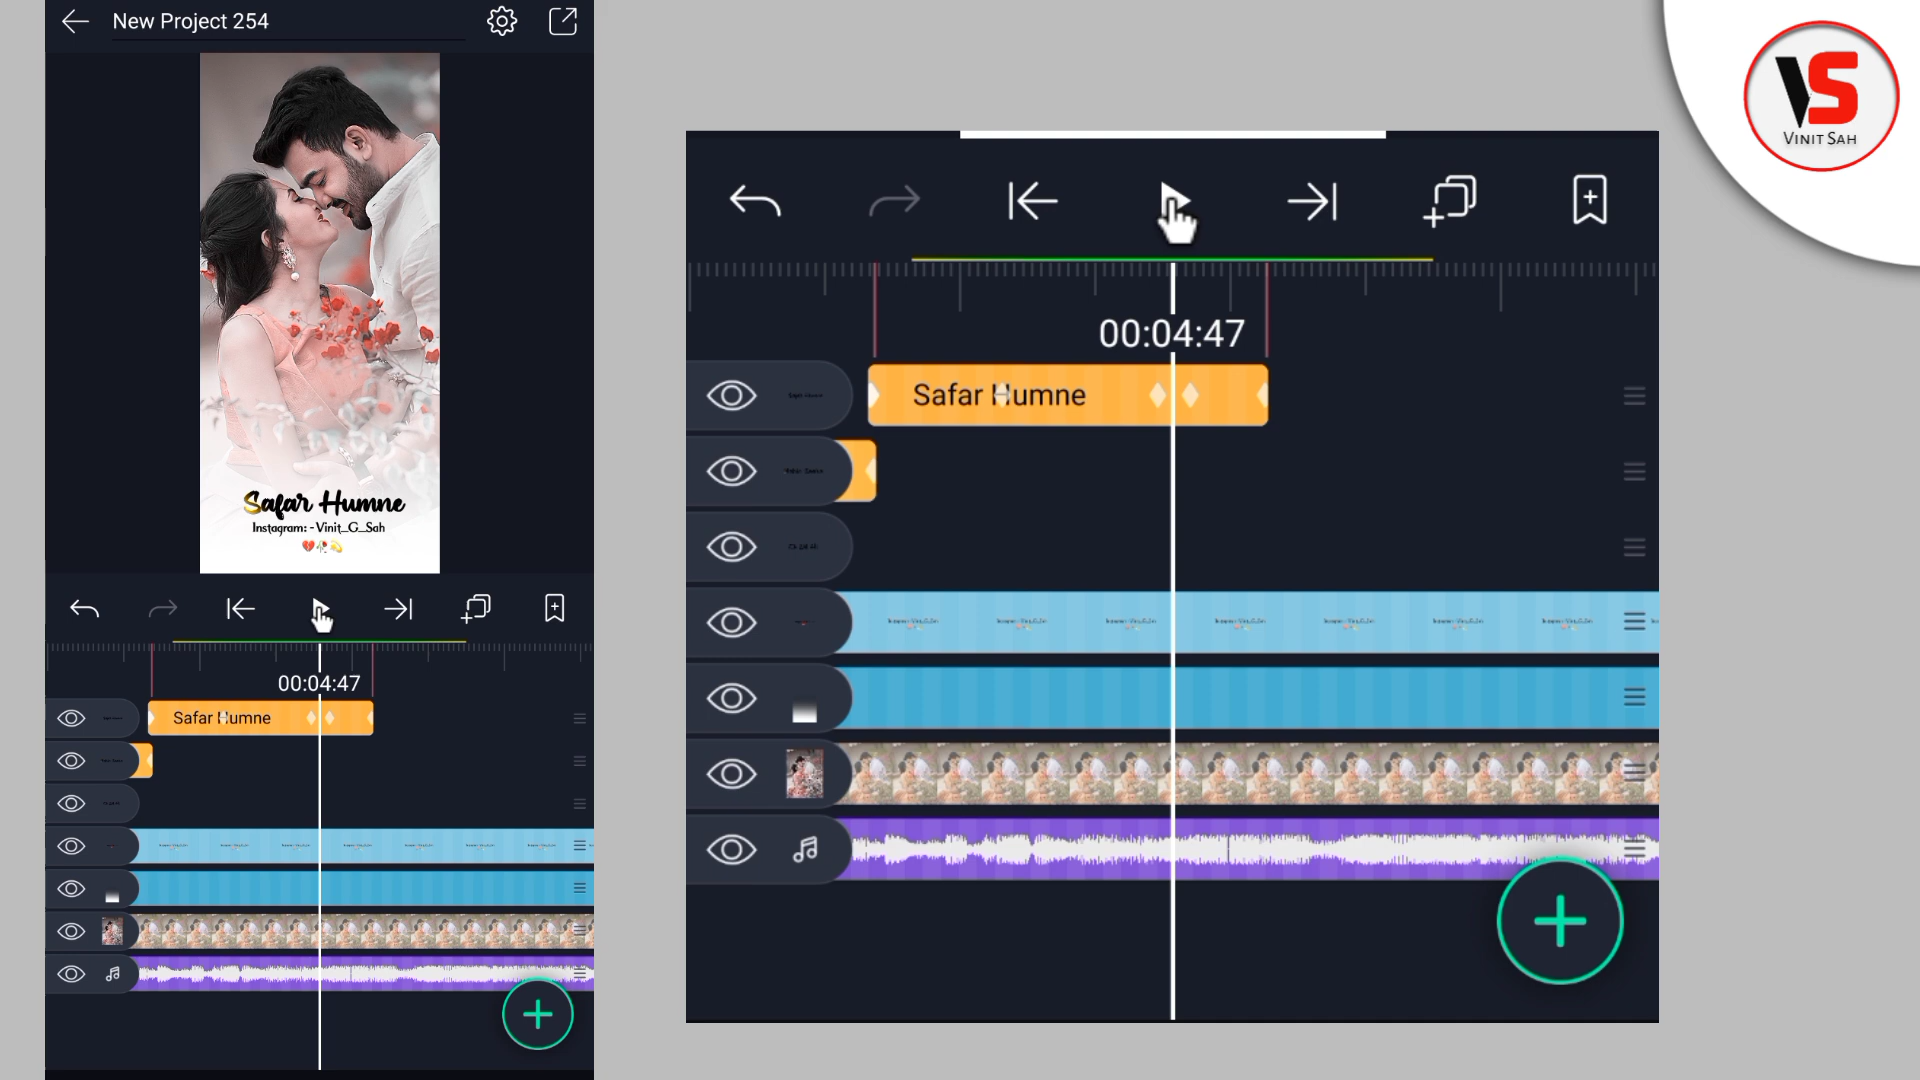 New Project 254
Safar Humne
Instagram: -Vinit_G_Sah
00:04:47
Safar Humne
00:04:47
Safar Humne
VS
VINIT SAH